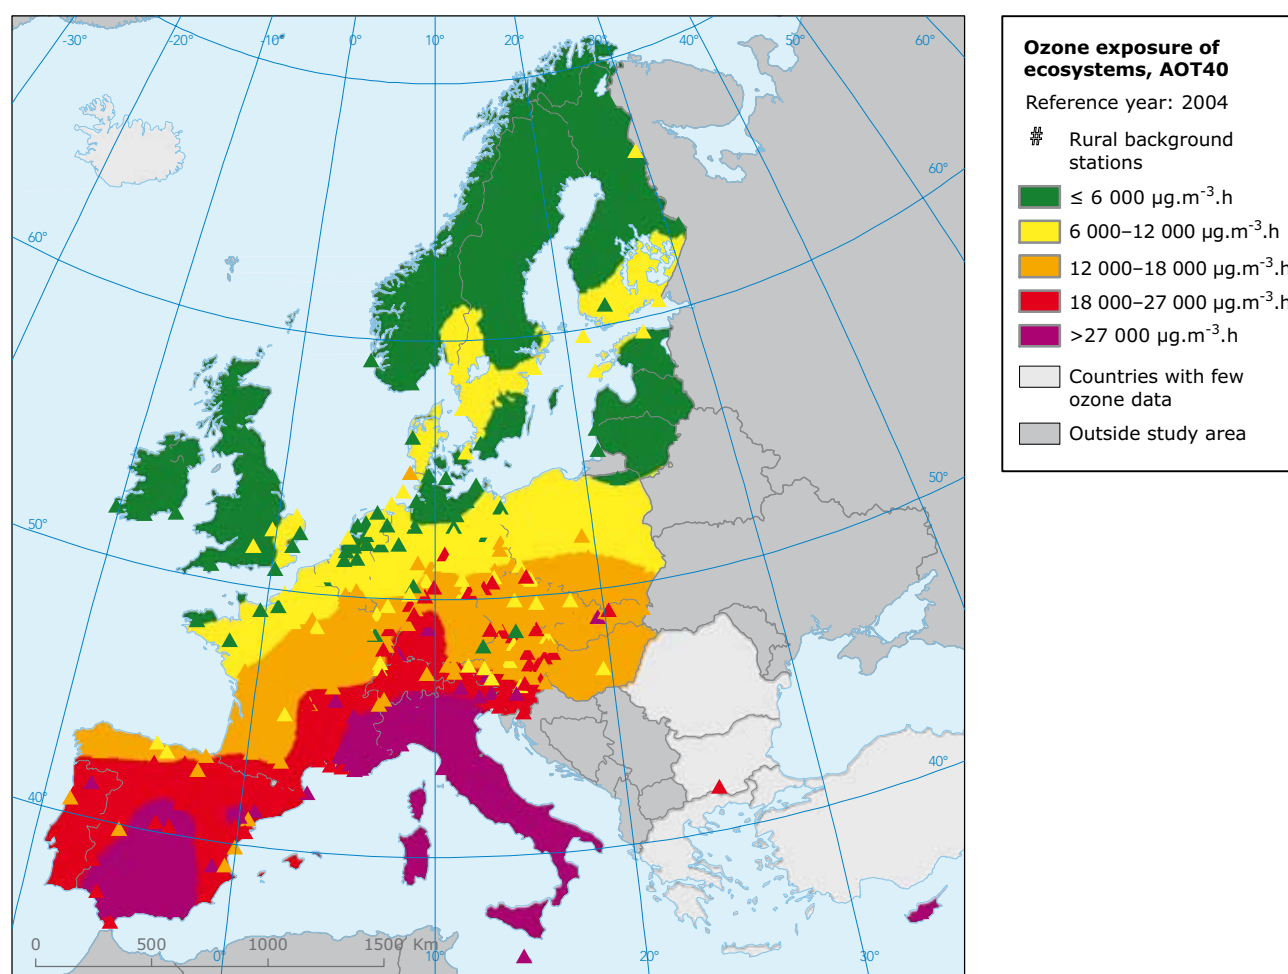 -30° -20° -10° 0° 10° 20° 30° 40° 50° 60°
60° 60°
50° 50°
40° 40°
0 500 1000 1500 Km
0° 10° 20° 30°
Ozone exposure of
ecosystems, AOT40
Reference year: 2004
# Rural background
stations
≤ 6 000 µg.m⁻³.h
6 000–12 000 µg.m⁻³.h
12 000–18 000 µg.m⁻³.h
18 000–27 000 µg.m⁻³.h
>27 000 µg.m⁻³.h
Countries with few
ozone data
Outside study area